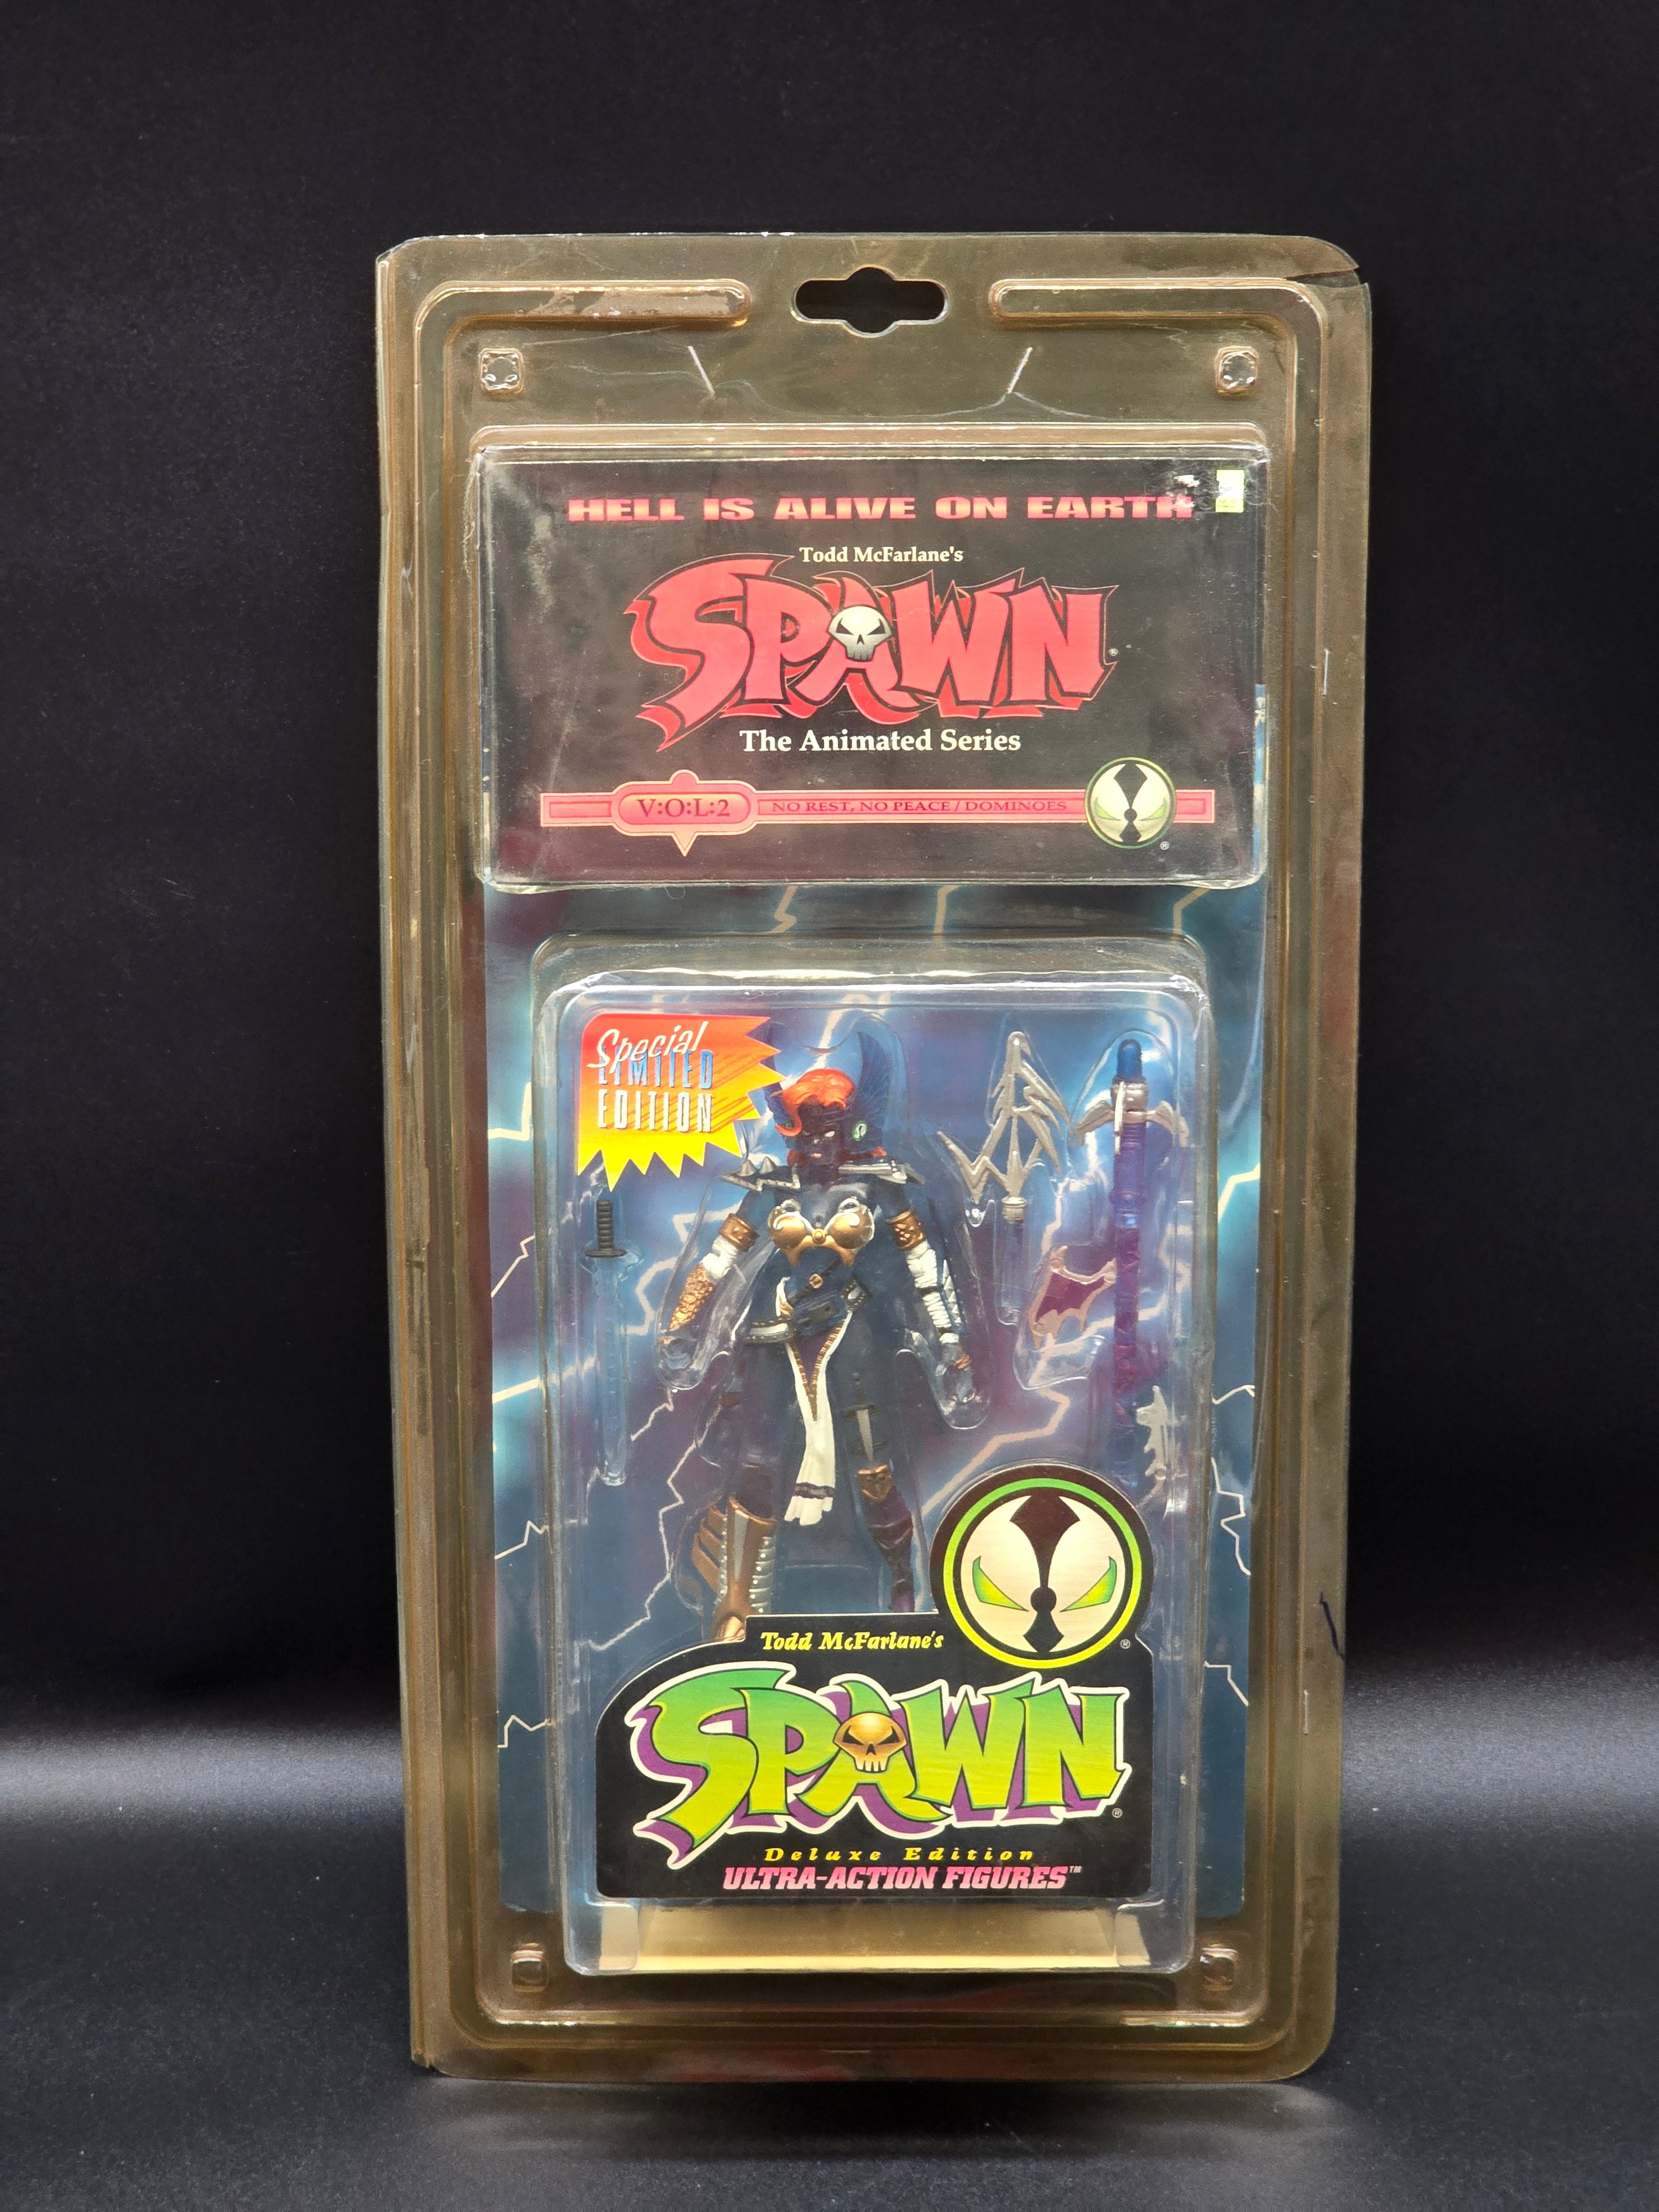 HELL IS ALIVE ON EARTH
Todd McFarlane's
SPAWN®
The Animated Series
V:O:L:2 NO REST, NO PEACE / DOMINOES
®
Special
LIMITED
EDITION
Todd McFarlane's
®
SPAWN®
Deluxe Edition
ULTRA-ACTION FIGURES™